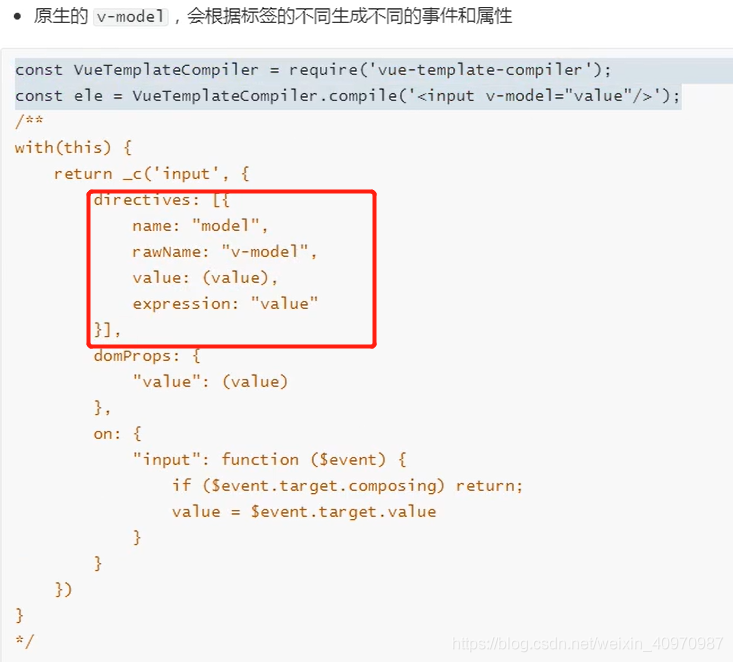 • 原生的 v-model，会根据标签的不同生成不同的事件和属性
const VueTemplateCompiler = require('vue-template-compiler');
const ele = VueTemplateCompiler.compile('<input v-model="value"/>');
/**
with(this) {
    return _c('input', {
        directives: [{
            name: "model",
            rawName: "v-model",
            value: (value),
            expression: "value"
        }],
        domProps: {
            "value": (value)
        },
        on: {
            "input": function ($event) {
                if ($event.target.composing) return;
                value = $event.target.value
            }
        }
    })
}
*/
https://blog.csdn.net/weixin_40970987